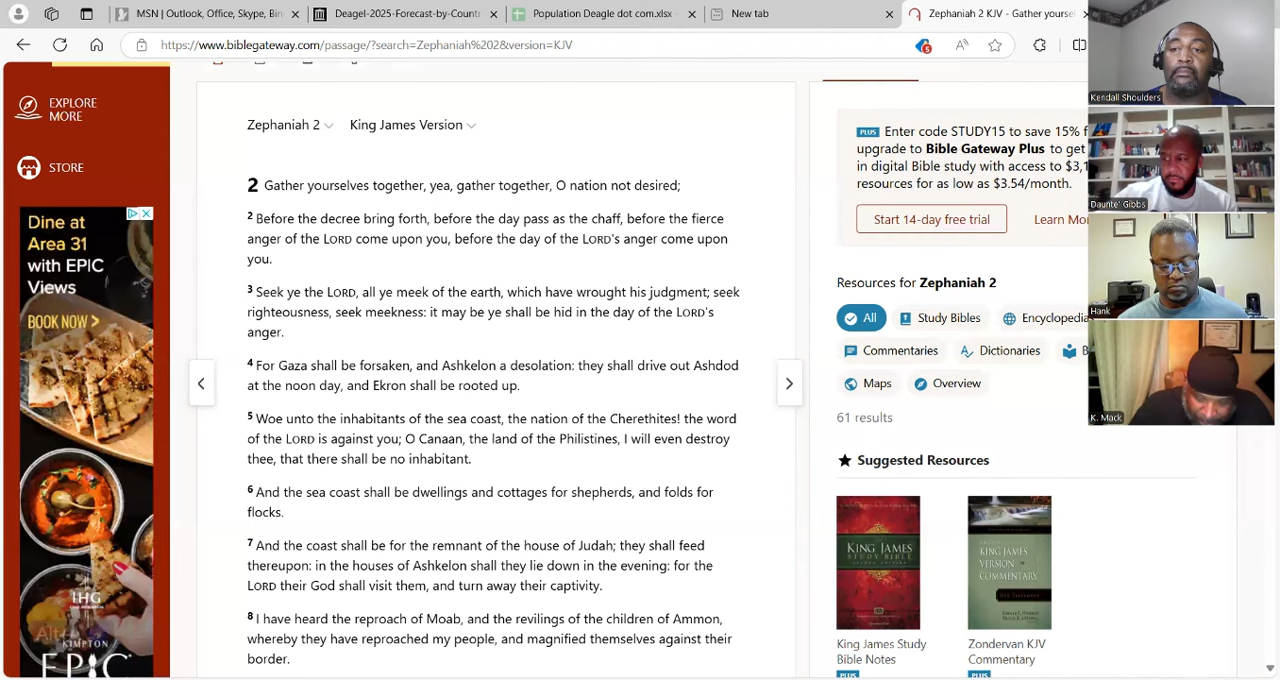 MSN | Outlook, Office, Skype, Bin
Deagel-2025-Forecast-by-Countr
Population Deagle dot com.xlsx
New tab
Zephaniah 2 KJV - Gather yoursel
https://www.biblegateway.com/passage/?search=Zephaniah%202&version=KJV
5
EXPLORE
MORE
STORE
Dine at
Area 31
with EPIC
Views
BOOK NOW >
IHG
KIMPTON
EPIC
Zephaniah 2
King James Version
2 Gather yourselves together, yea, gather together, O nation not desired;
2 Before the decree bring forth, before the day pass as the chaff, before the fierce
anger of the LORD come upon you, before the day of the LORD's anger come upon
you.
3 Seek ye the LORD, all ye meek of the earth, which have wrought his judgment; seek
righteousness, seek meekness: it may be ye shall be hid in the day of the LORD's
anger.
4 For Gaza shall be forsaken, and Ashkelon a desolation: they shall drive out Ashdod
at the noon day, and Ekron shall be rooted up.
5 Woe unto the inhabitants of the sea coast, the nation of the Cherethites! the word
of the LORD is against you; O Canaan, the land of the Philistines, I will even destroy
thee, that there shall be no inhabitant.
6 And the sea coast shall be dwellings and cottages for shepherds, and folds for
flocks.
7 And the coast shall be for the remnant of the house of Judah; they shall feed
thereupon: in the houses of Ashkelon shall they lie down in the evening: for the
LORD their God shall visit them, and turn away their captivity.
8 I have heard the reproach of Moab, and the revilings of the children of Ammon,
whereby they have reproached my people, and magnified themselves against their
border.
PLUS Enter code STUDY15 to save 15% f
upgrade to Bible Gateway Plus to get
in digital Bible study with access to $3,1
resources for as low as $3.54/month.
Start 14-day free trial
Learn Mo
Resources for Zephaniah 2
All
Study Bibles
Encyclopedia
Commentaries
Dictionaries
B
Maps
Overview
61 results
Suggested Resources
KING JAMES
STUDY BIBLE
KING JAMES
VERSION
COMMENTARY
King James Study
Bible Notes
PLUS
Zondervan KJV
Commentary
PLUS
Kendall Shoulders
Daunte' Gibbs
Hank
K. Mack